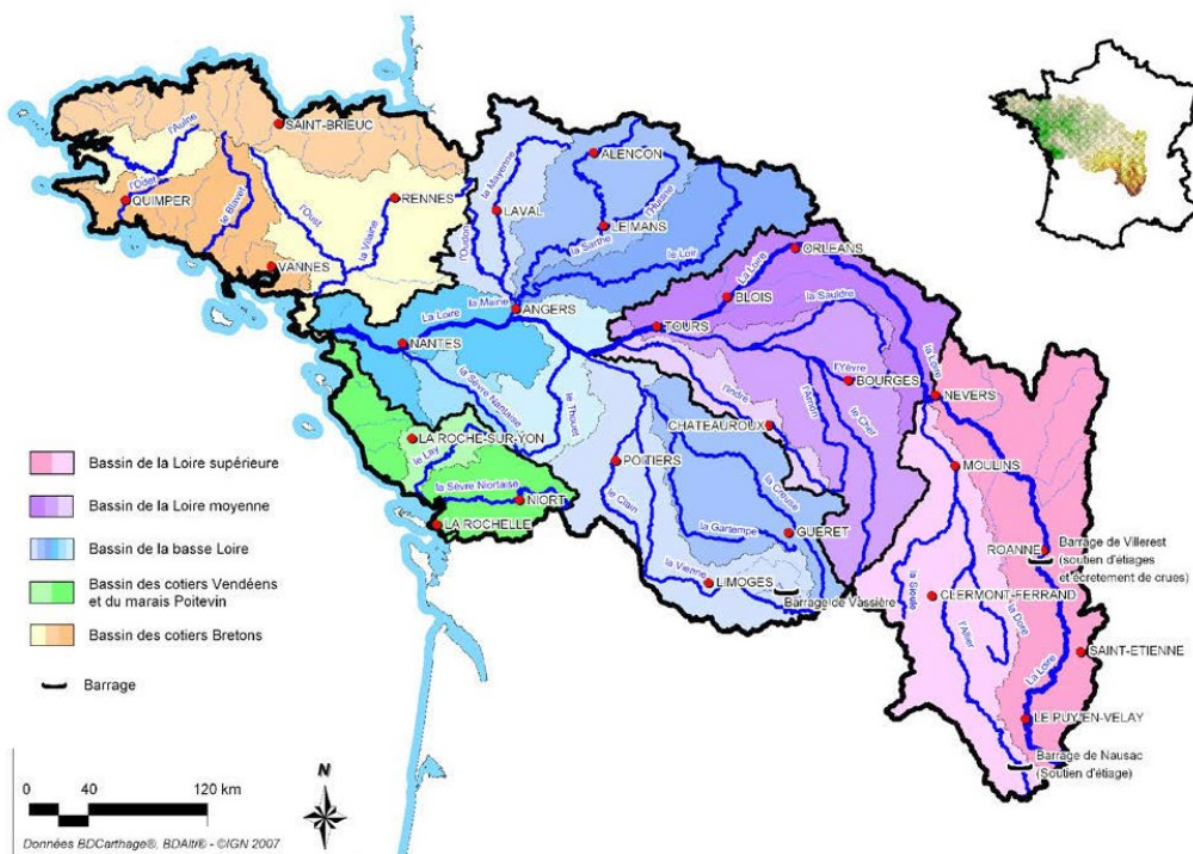 SAINT-BRIEUC
l'Aulne
l'Odet
QUIMPER
le Blavet
l'Oust
RENNES
la Vilaine
VANNES
la Mayenne
ALENCON
LAVAL
l'Huisne
LE MANS
l'Oudon
la Sarthe
le Loir
ORLEANS
La Loire
BLOIS
la Sauldre
la Maine
ANGERS
La Loire
TOURS
NANTES
la Loire
l'Yèvre
BOURGES
NEVERS
la Sèvre Nantaise
le Thouet
l'Indre
l'Arnon
le Cher
CHATEAUROUX
LA ROCHE-SUR-YON
le Lay
POITIERS
MOULINS
la Sèvre Niortaise
NIORT
le Clain
la Creuse
LA ROCHELLE
la Gartempe
GUERET
ROANNE
Barrage de Villerest
(soutien d'étiages
et écretement de crues)
la Vienne
LIMOGES
Barrage de Vassière
la Sioule
CLERMONT-FERRAND
la Dore
l'Allier
SAINT-ETIENNE
La Loire
LE PUY-EN-VELAY
Barrage de Nausac
(Soutien d'étiage)
Bassin de la Loire supérieure
Bassin de la Loire moyenne
Bassin de la basse Loire
Bassin des cotiers Vendéens
et du marais Poitevin
Bassin des cotiers Bretons
Barrage
0 40 120 km
N
Données BDCarthage®, BDAlti® - ©IGN 2007